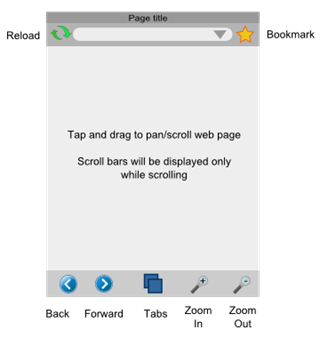 Page title
Reload
Bookmark
Tap and drag to pan/scroll web page
Scroll bars will be displayed only
while scrolling
Back
Forward
Tabs
Zoom
In
Zoom
Out